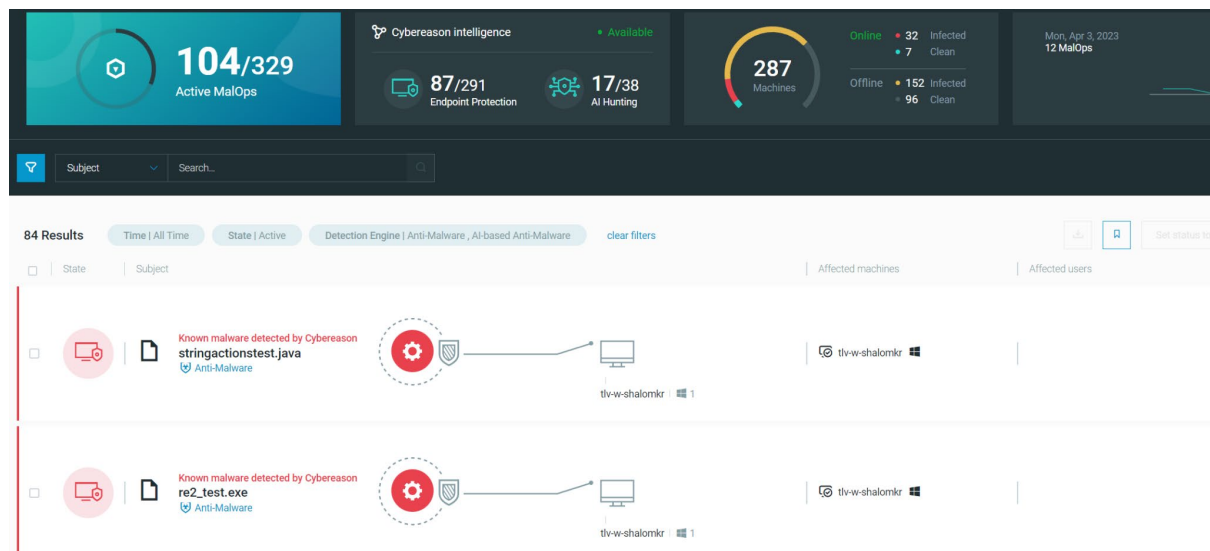 104/329
Active MalOps
Cybereason intelligence
Available
87/291
Endpoint Protection
17/38
AI Hunting
287
Machines
Online 32 Infected
7 Clean
Offline 152 Infected
96 Clean
Mon, Apr 3, 2023
12 MalOps
Subject
Search...
84 Results
Time | All Time
State | Active
Detection Engine | Anti-Malware , AI-based Anti-Malware
clear filters
Set status to
State
Subject
Affected machines
Affected users
Known malware detected by Cybereason
stringactionstest.java
Anti-Malware
tlv-w-shalomkr 1
tlv-w-shalomkr
Known malware detected by Cybereason
re2_test.exe
Anti-Malware
tlv-w-shalomkr 1
tlv-w-shalomkr